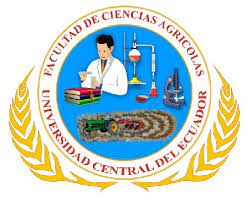 FACULTAD DE CIENCIAS AGRÍCOLAS
UNIVERSIDAD CENTRAL DEL ECUADOR